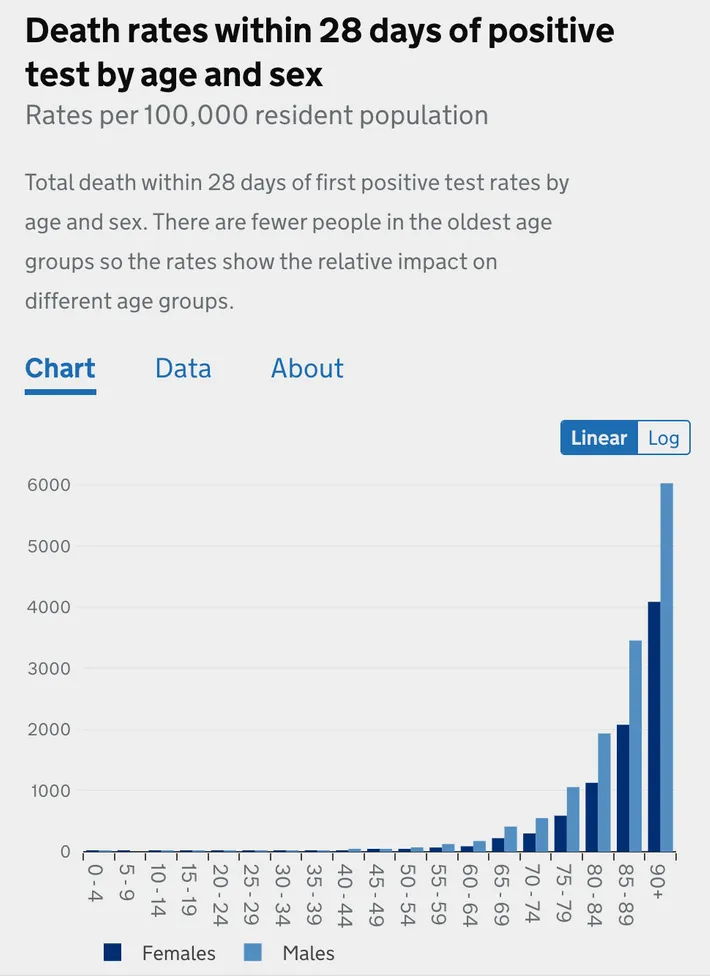 Death rates within 28 days of positive
test by age and sex
Rates per 100,000 resident population
Total death within 28 days of first positive test rates by
age and sex. There are fewer people in the oldest age
groups so the rates show the relative impact on
different age groups.
Chart Data About
Linear Log
6000
5000
4000
3000
2000
1000
0
0 - 4
5 - 9
10 - 14
15 - 19
20 - 24
25 - 29
30 - 34
35 - 39
40 - 44
45 - 49
50 - 54
55 - 59
60 - 64
65 - 69
70 - 74
75 - 79
80 - 84
85 - 89
90+
Females Males